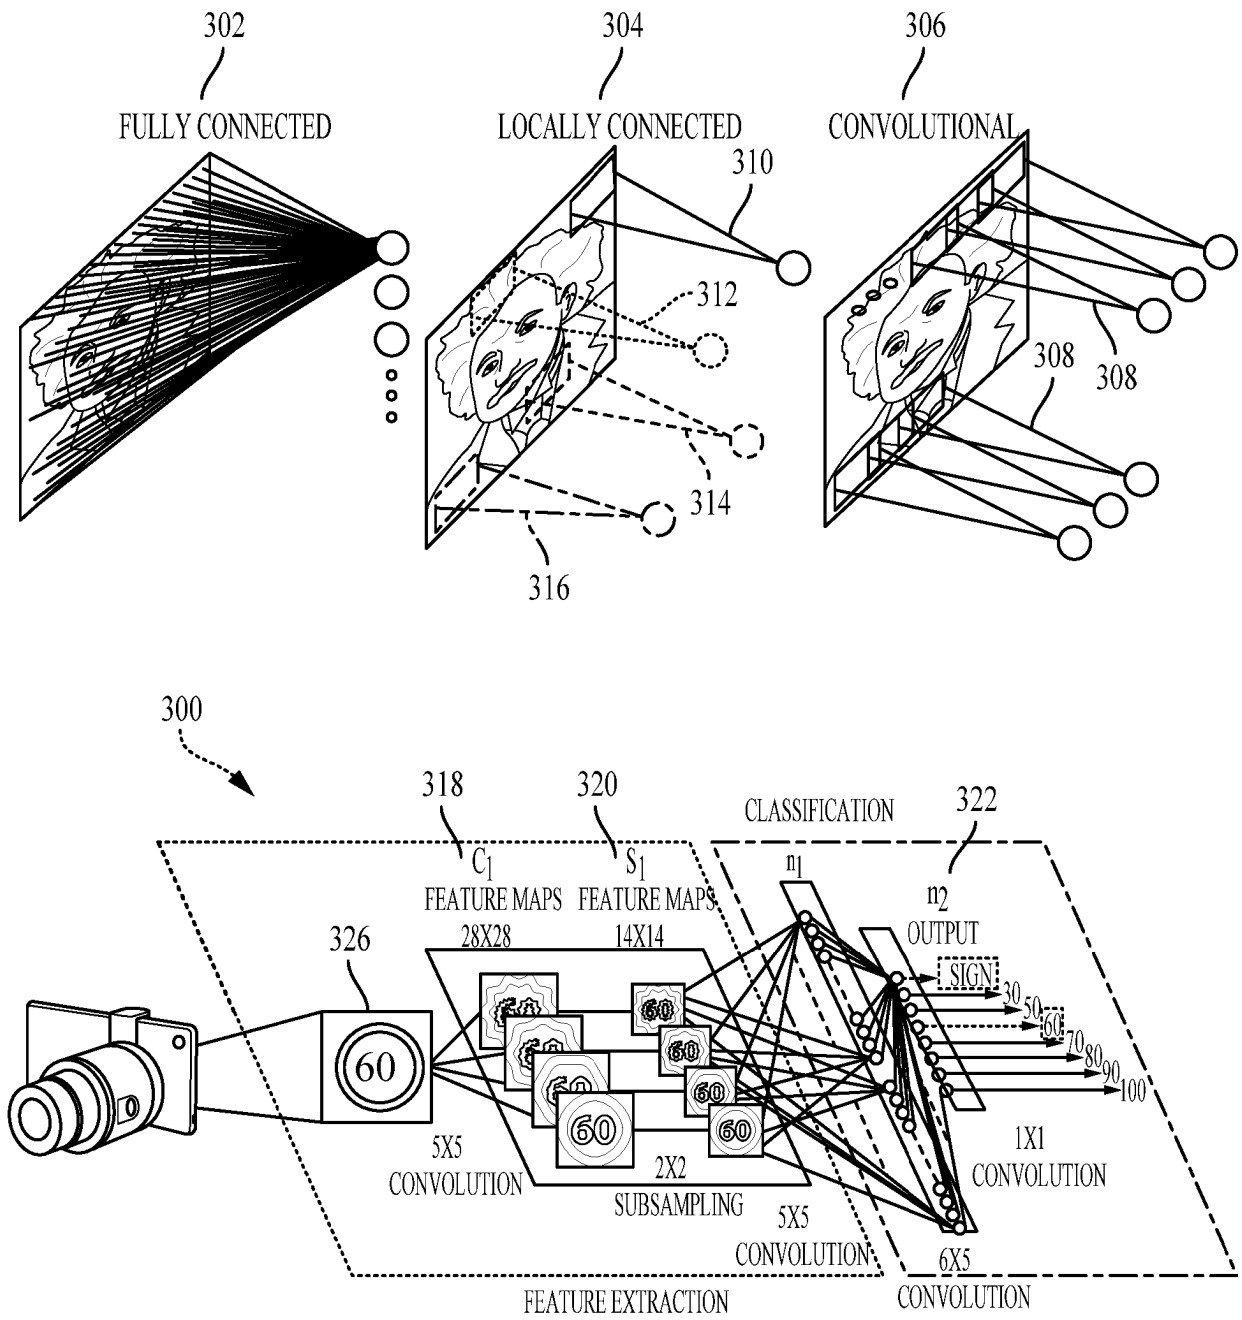 302
304
306
FULLY CONNECTED
LOCALLY CONNECTED
CONVOLUTIONAL
310
312
308
308
314
316
300
318
320
322
CLASSIFICATION
C1
FEATURE MAPS
28X28
S1
FEATURE MAPS
14X14
n1
n2
OUTPUT
326
60
60
60
60
60
60
60
60
60
SIGN
30
50
60
70
80
90
100
5X5
CONVOLUTION
2X2
SUBSAMPLING
5X5
CONVOLUTION
1X1
CONVOLUTION
6X5
CONVOLUTION
FEATURE EXTRACTION